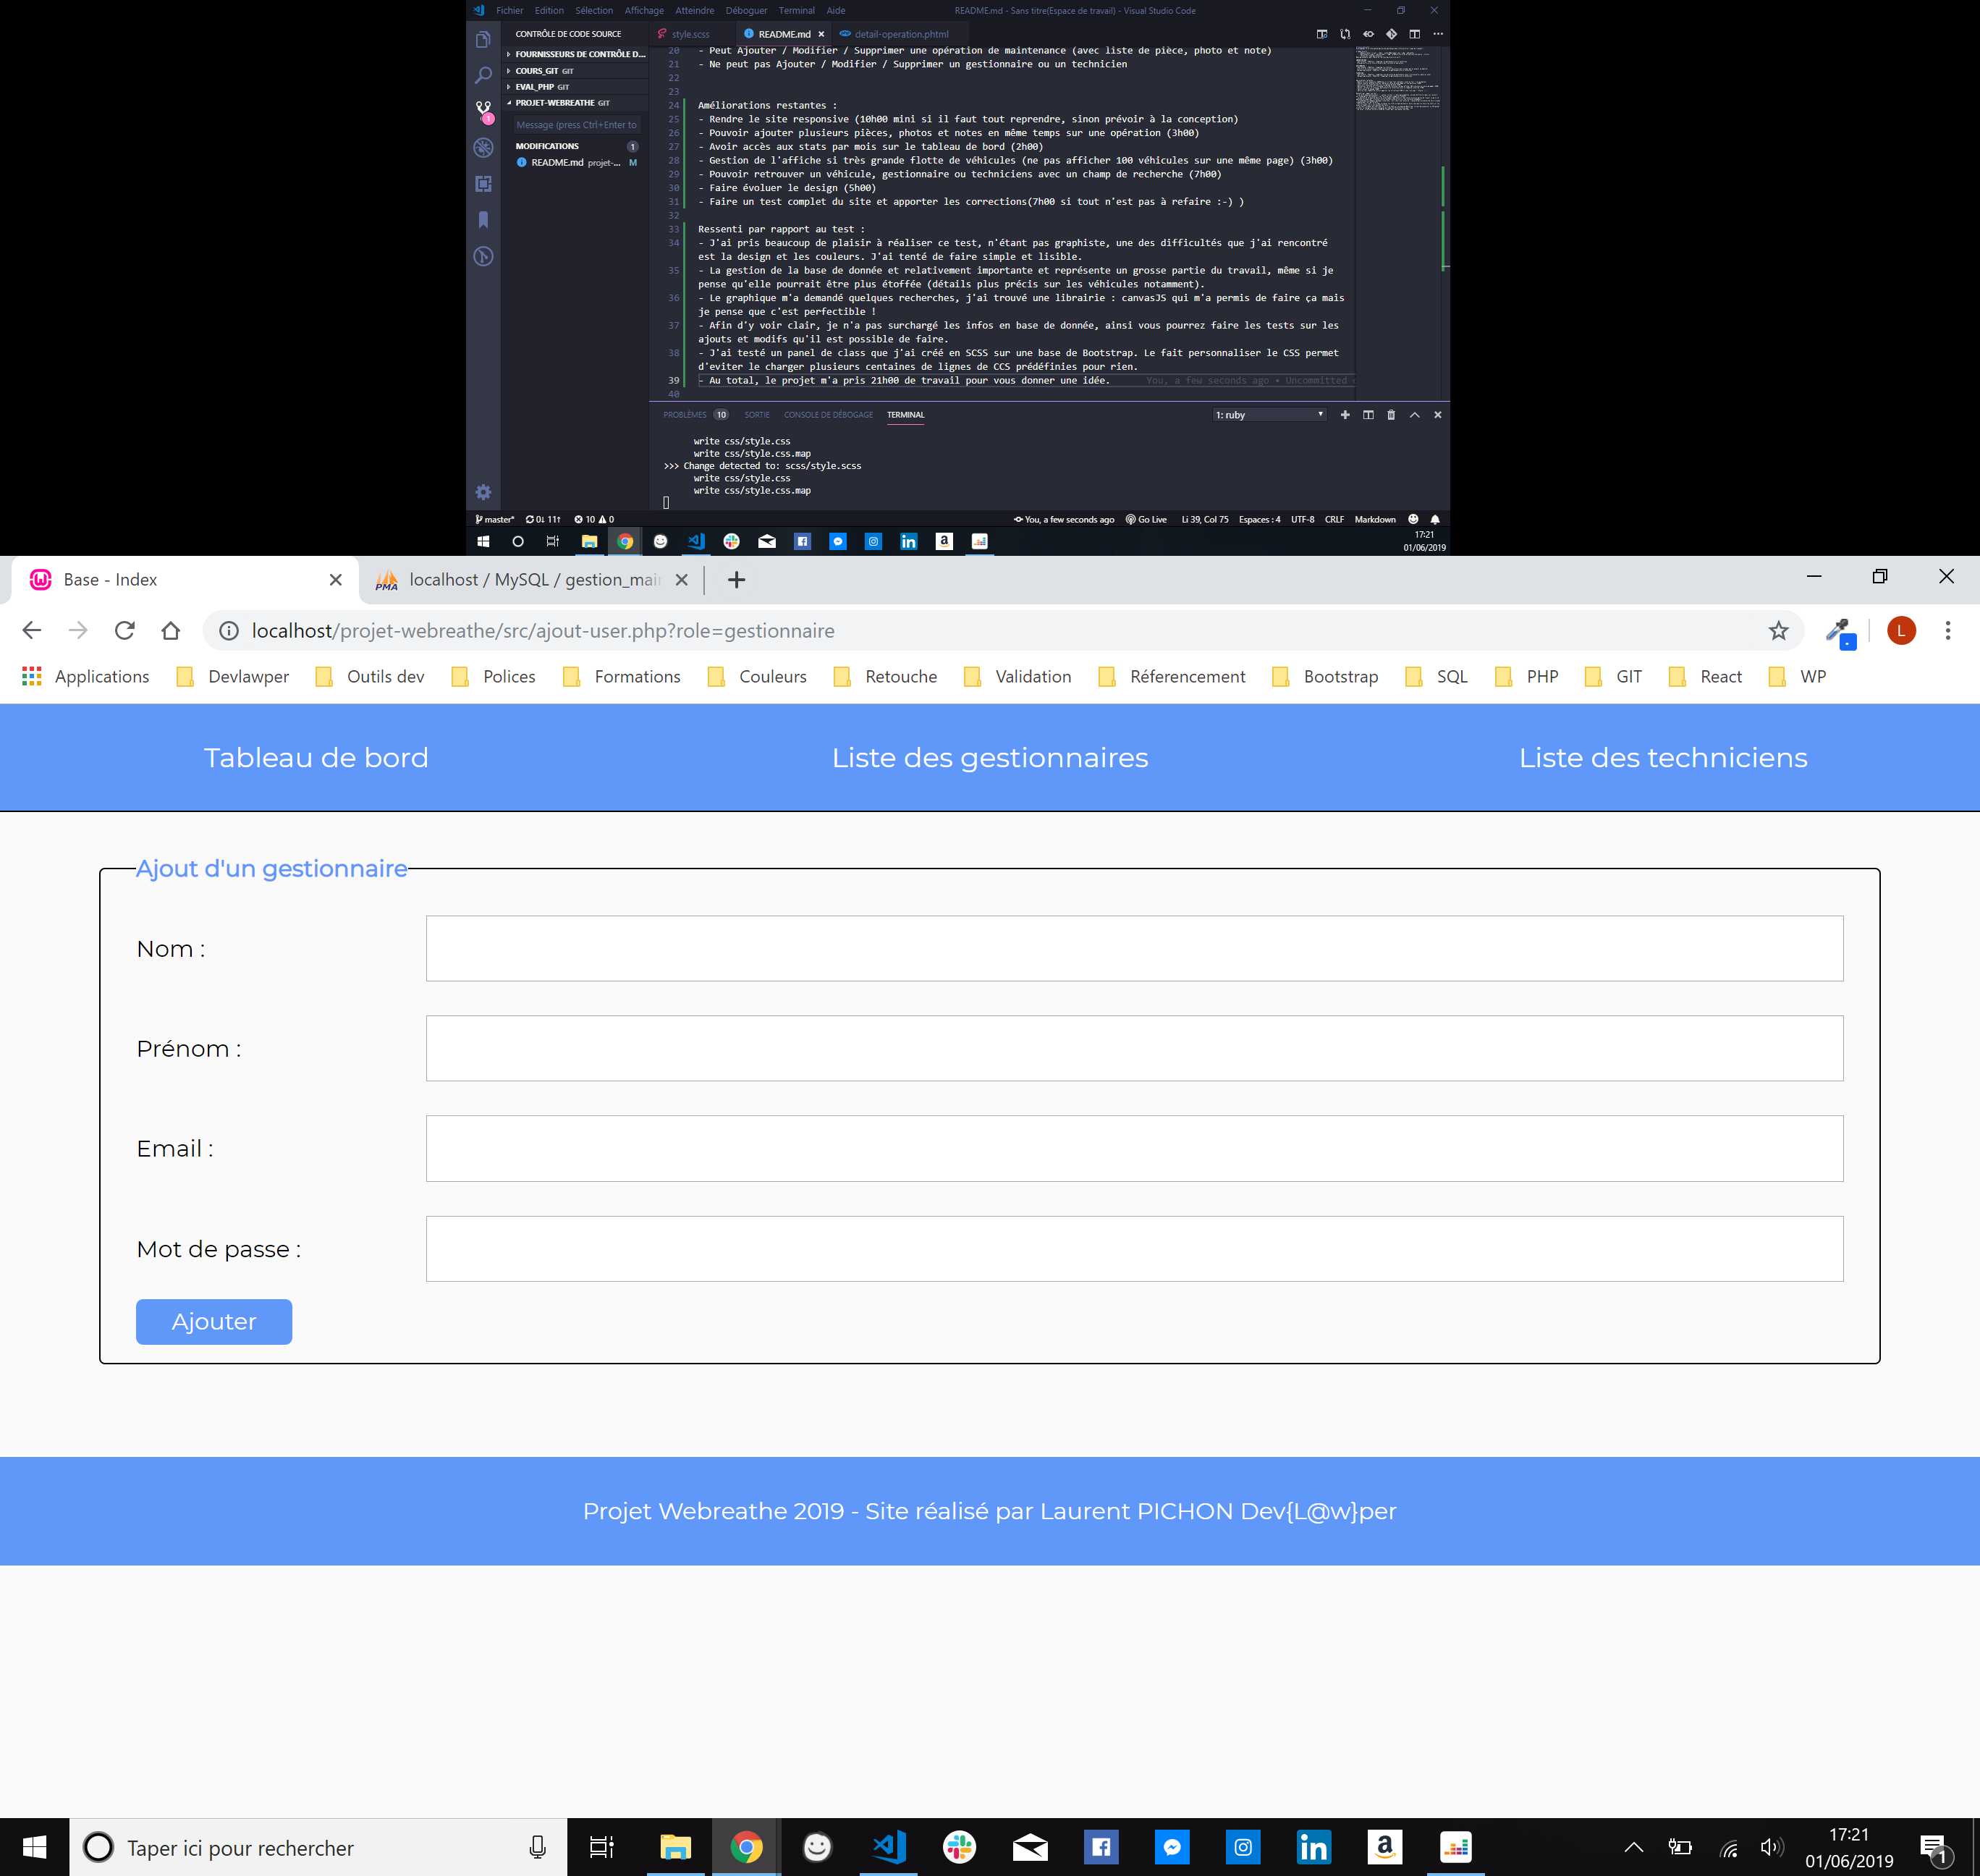 Fichier Edition Sélection Affichage Atteindre Déboguer Terminal Aide README.md - Sans titre(Espace de travail) - Visual Studio Code
CONTRÔLE DE CODE SOURCE style.scss README.md detail-operation.phtml
FOURNISSEURS DE CONTRÔLE D...
COURS_GIT GIT
EVAL_PHP GIT
PROJET-WEBREATHE GIT
Message (press Ctrl+Enter to
MODIFICATIONS 1
README.md projet-... M
1
20 - Peut Ajouter / Modifier / Supprimer une opération de maintenance (avec liste de pièce, photo et note)
21 - Ne peut pas Ajouter / Modifier / Supprimer un gestionnaire ou un technicien
22
23
24 Améliorations restantes :
25 - Rendre le site responsive (10h00 mini si il faut tout reprendre, sinon prévoir à la conception)
26 - Pouvoir ajouter plusieurs pièces, photos et notes en même temps sur une opération (3h00)
27 - Avoir accès aux stats par mois sur le tableau de bord (2h00)
28 - Gestion de l'affiche si très grande flotte de véhicules (ne pas afficher 100 véhicules sur une même page) (3h00)
29 - Pouvoir retrouver un véhicule, gestionnaire ou techniciens avec un champ de recherche (7h00)
30 - Faire évoluer le design (5h00)
31 - Faire un test complet du site et apporter les corrections(7h00 si tout n'est pas à refaire :-) )
32
33 Ressenti par rapport au test :
34 - J'ai pris beaucoup de plaisir à réaliser ce test, n'étant pas graphiste, une des difficultés que j'ai rencontré
est la design et les couleurs. J'ai tenté de faire simple et lisible.
35 - La gestion de la base de donnée et relativement importante et représente un grosse partie du travail, même si je
pense qu'elle pourrait être plus étoffée (détails plus précis sur les véhicules notamment).
36 - Le graphique m'a demandé quelques recherches, j'ai trouvé une librairie : canvasJS qui m'a permis de faire ça mais
je pense que c'est perfectible !
37 - Afin d'y voir clair, je n'a pas surchargé les infos en base de donnée, ainsi vous pourrez faire les tests sur les
ajouts et modifs qu'il est possible de faire.
38 - J'ai testé un panel de class que j'ai créé en SCSS sur une base de Bootstrap. Le fait personnaliser le CSS permet
d'eviter le charger plusieurs centaines de lignes de CCS prédéfinies pour rien.
39 - Au total, le projet m'a pris 21h00 de travail pour vous donner une idée. You, a few seconds ago • Uncommitted
40
PROBLÈMES 10 SORTIE CONSOLE DE DÉBOGAGE TERMINAL 1: ruby
write css/style.css
write css/style.css.map
>>> Change detected to: scss/style.scss
write css/style.css
write css/style.css.map
master* 0↓ 11↑ 10 0 You, a few seconds ago Go Live Li 39, Col 75 Espaces : 4 UTF-8 CRLF Markdown
17:21
01/06/2019
Base - Index localhost / MySQL / gestion_mai
localhost/projet-webreathe/src/ajout-user.php?role=gestionnaire L
Applications Devlawper Outils dev Polices Formations Couleurs Retouche Validation Réferencement Bootstrap SQL PHP GIT React WP
Tableau de bord Liste des gestionnaires Liste des techniciens
Ajout d'un gestionnaire
Nom :
Prénom :
Email :
Mot de passe :
Ajouter
Projet Webreathe 2019 - Site réalisé par Laurent PICHON Dev{L@w}per
Taper ici pour rechercher
17:21
01/06/2019
1